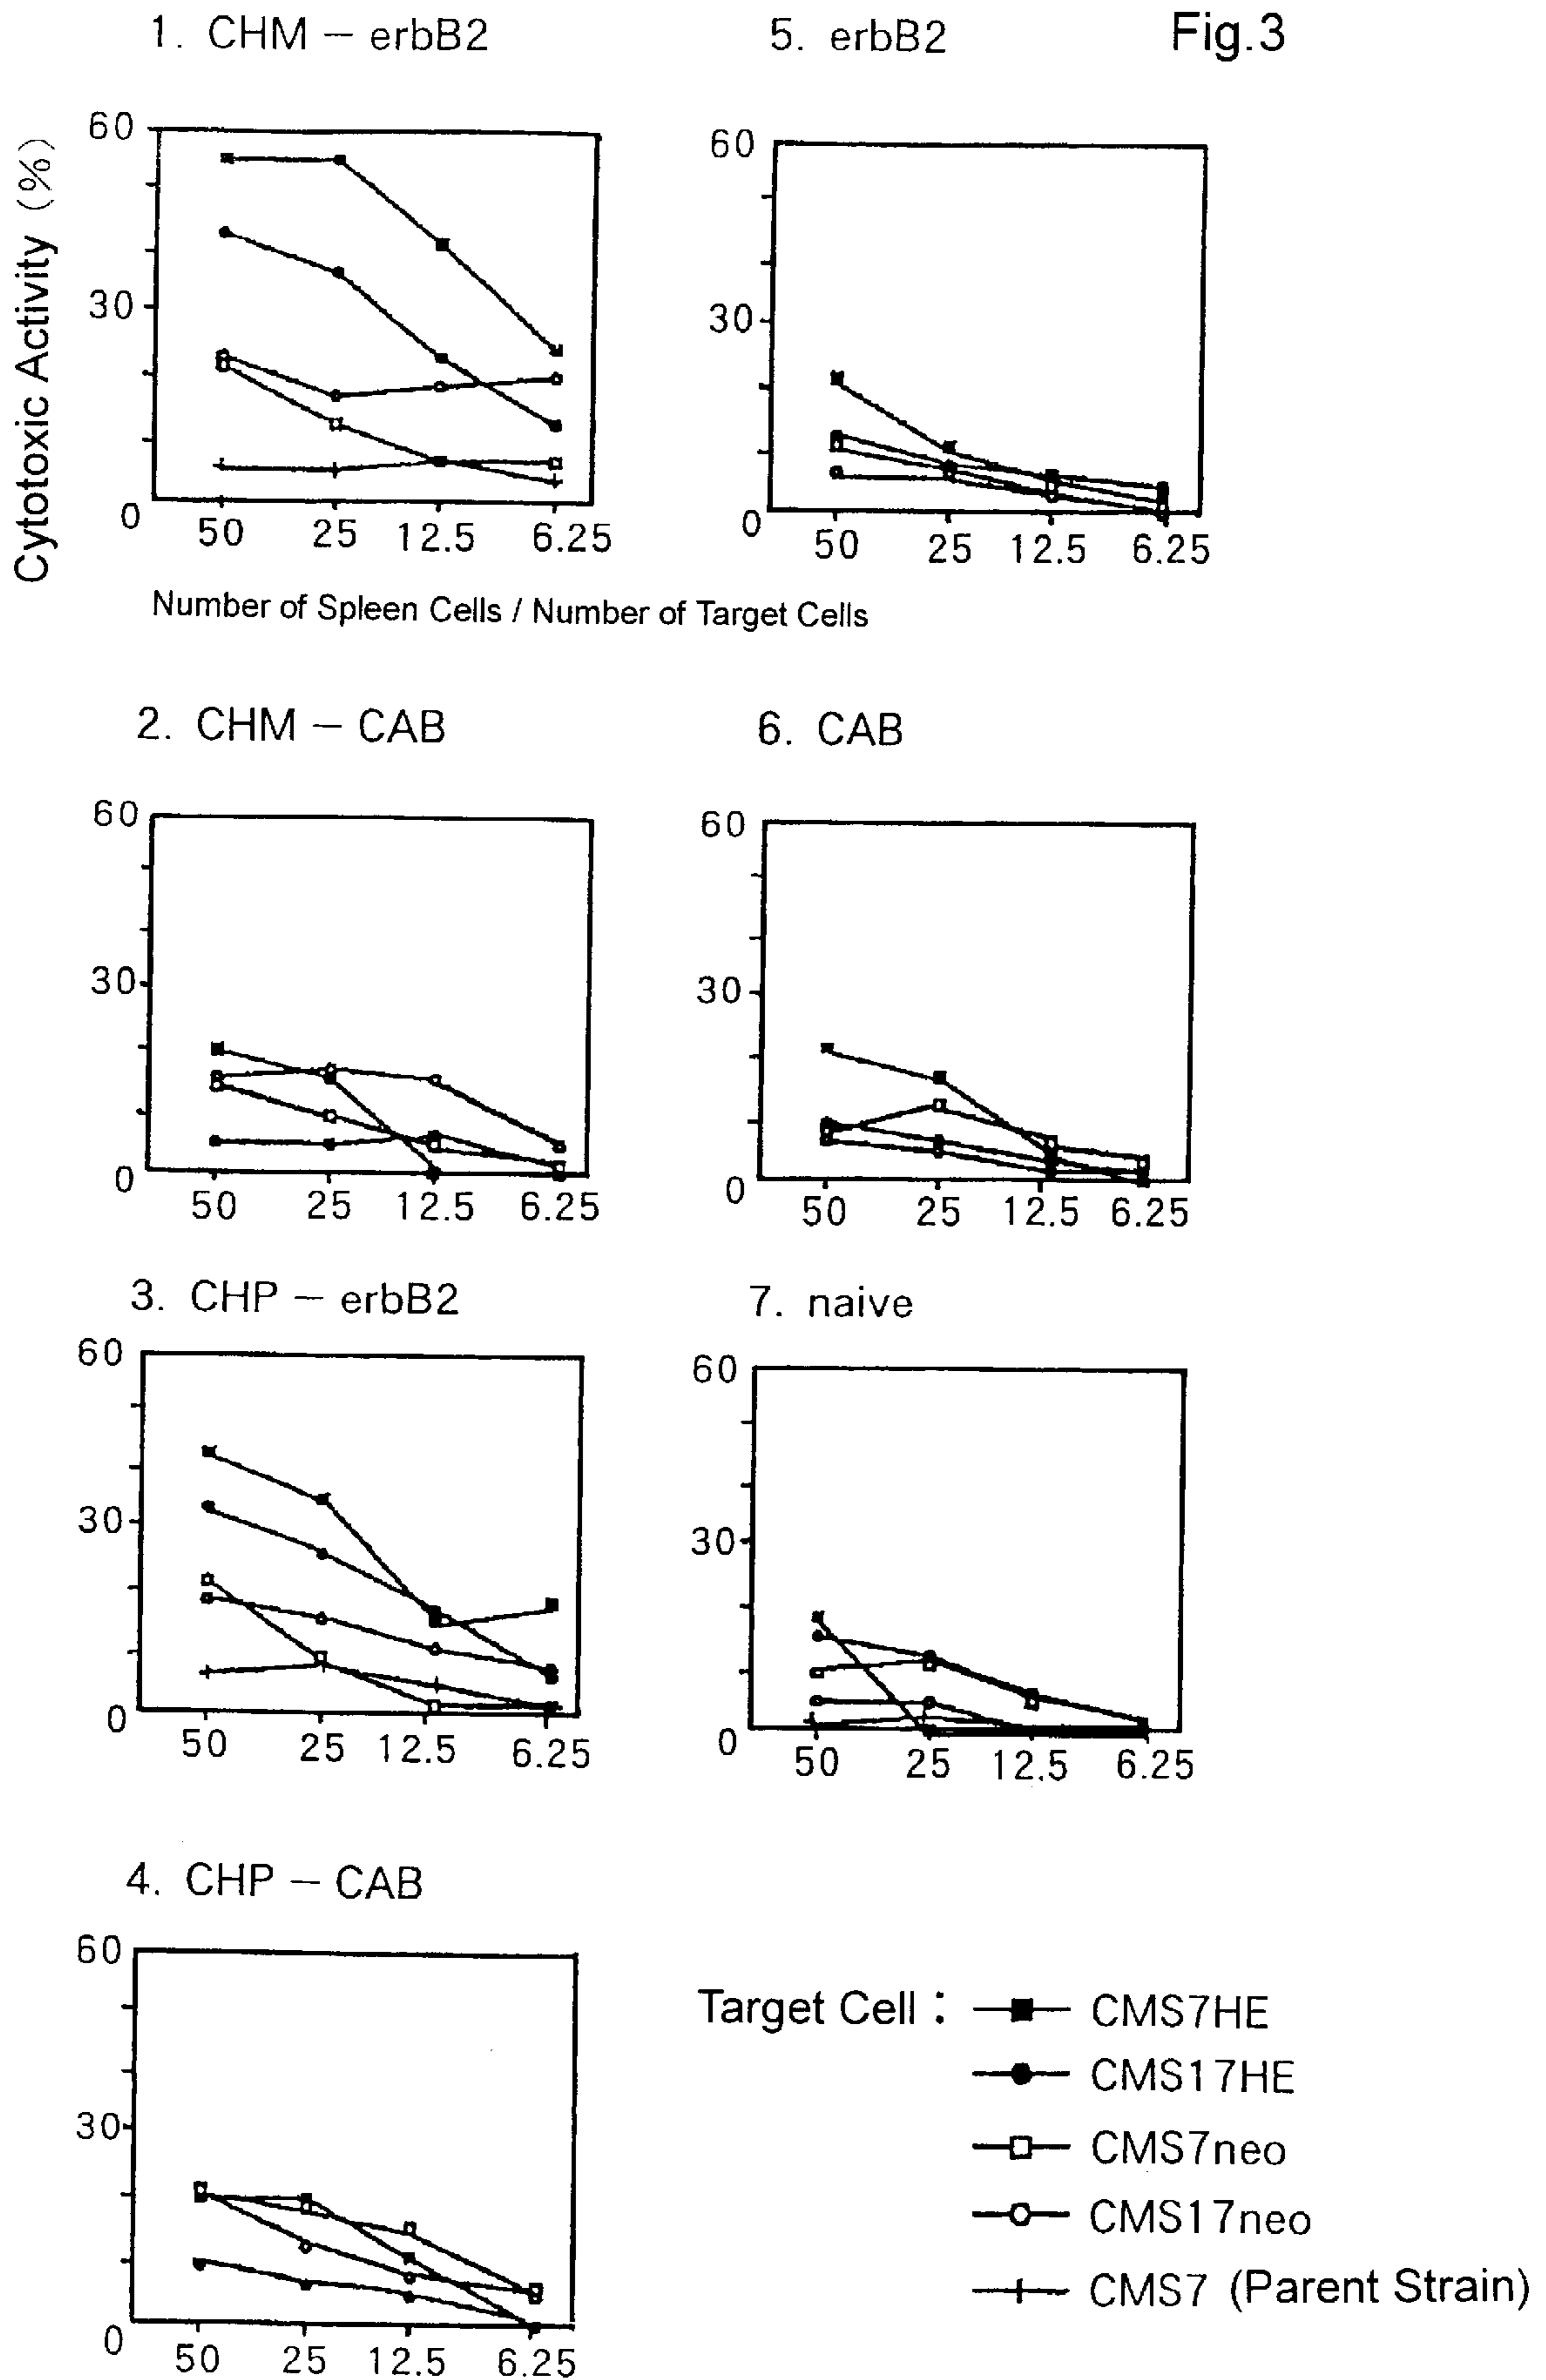 Fig.3
1. CHM – erbB2
Cytotoxic Activity (%)
60
30
0
50 25 12.5 6.25
Number of Spleen Cells / Number of Target Cells
5. erbB2
60
30
0
50 25 12.5 6.25
2. CHM – CAB
60
30
0
50 25 12.5 6.25
6. CAB
60
30
0
50 25 12.5 6.25
3. CHP – erbB2
60
30
0
50 25 12.5 6.25
7. naive
60
30
0
50 25 12.5 6.25
4. CHP – CAB
60
30
0
50 25 12.5 6.25
Target Cell :
CMS7HE
CMS17HE
CMS7neo
CMS17neo
CMS7 (Parent Strain)